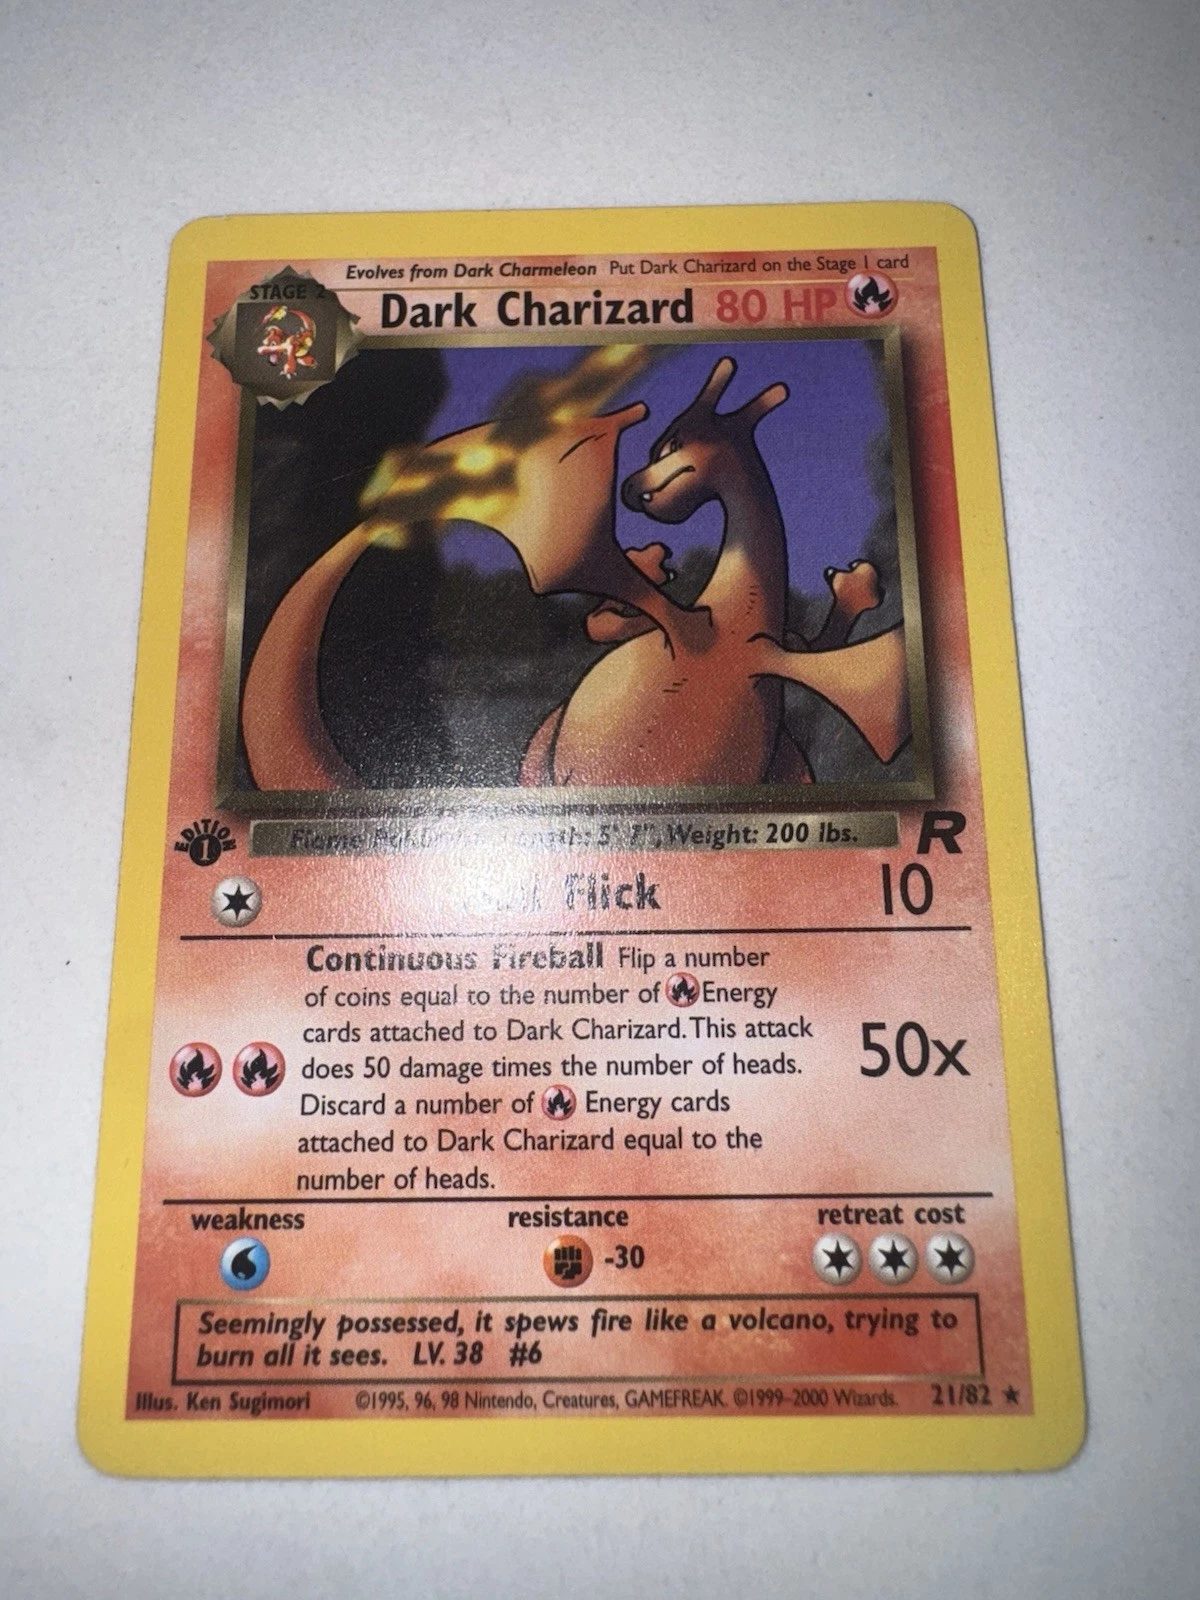 Evolves from Dark Charmeleon Put Dark Charizard on the Stage 1 card
STAGE 2
Dark Charizard 80 HP
EDITION 1
Length: 5' 7", Weight: 200 lbs.
R
Flick 10
Continuous Fireball Flip a number
of coins equal to the number of Energy
cards attached to Dark Charizard. This attack
does 50 damage times the number of heads.
Discard a number of Energy cards
attached to Dark Charizard equal to the
number of heads.
50x
weakness resistance retreat cost
-30
Seemingly possessed, it spews fire like a volcano, trying to
burn all it sees. LV. 38 #6
Illus. Ken Sugimori ©1995, 96, 98 Nintendo, Creatures, GAMEFREAK. ©1999-2000 Wizards. 21/82 ★